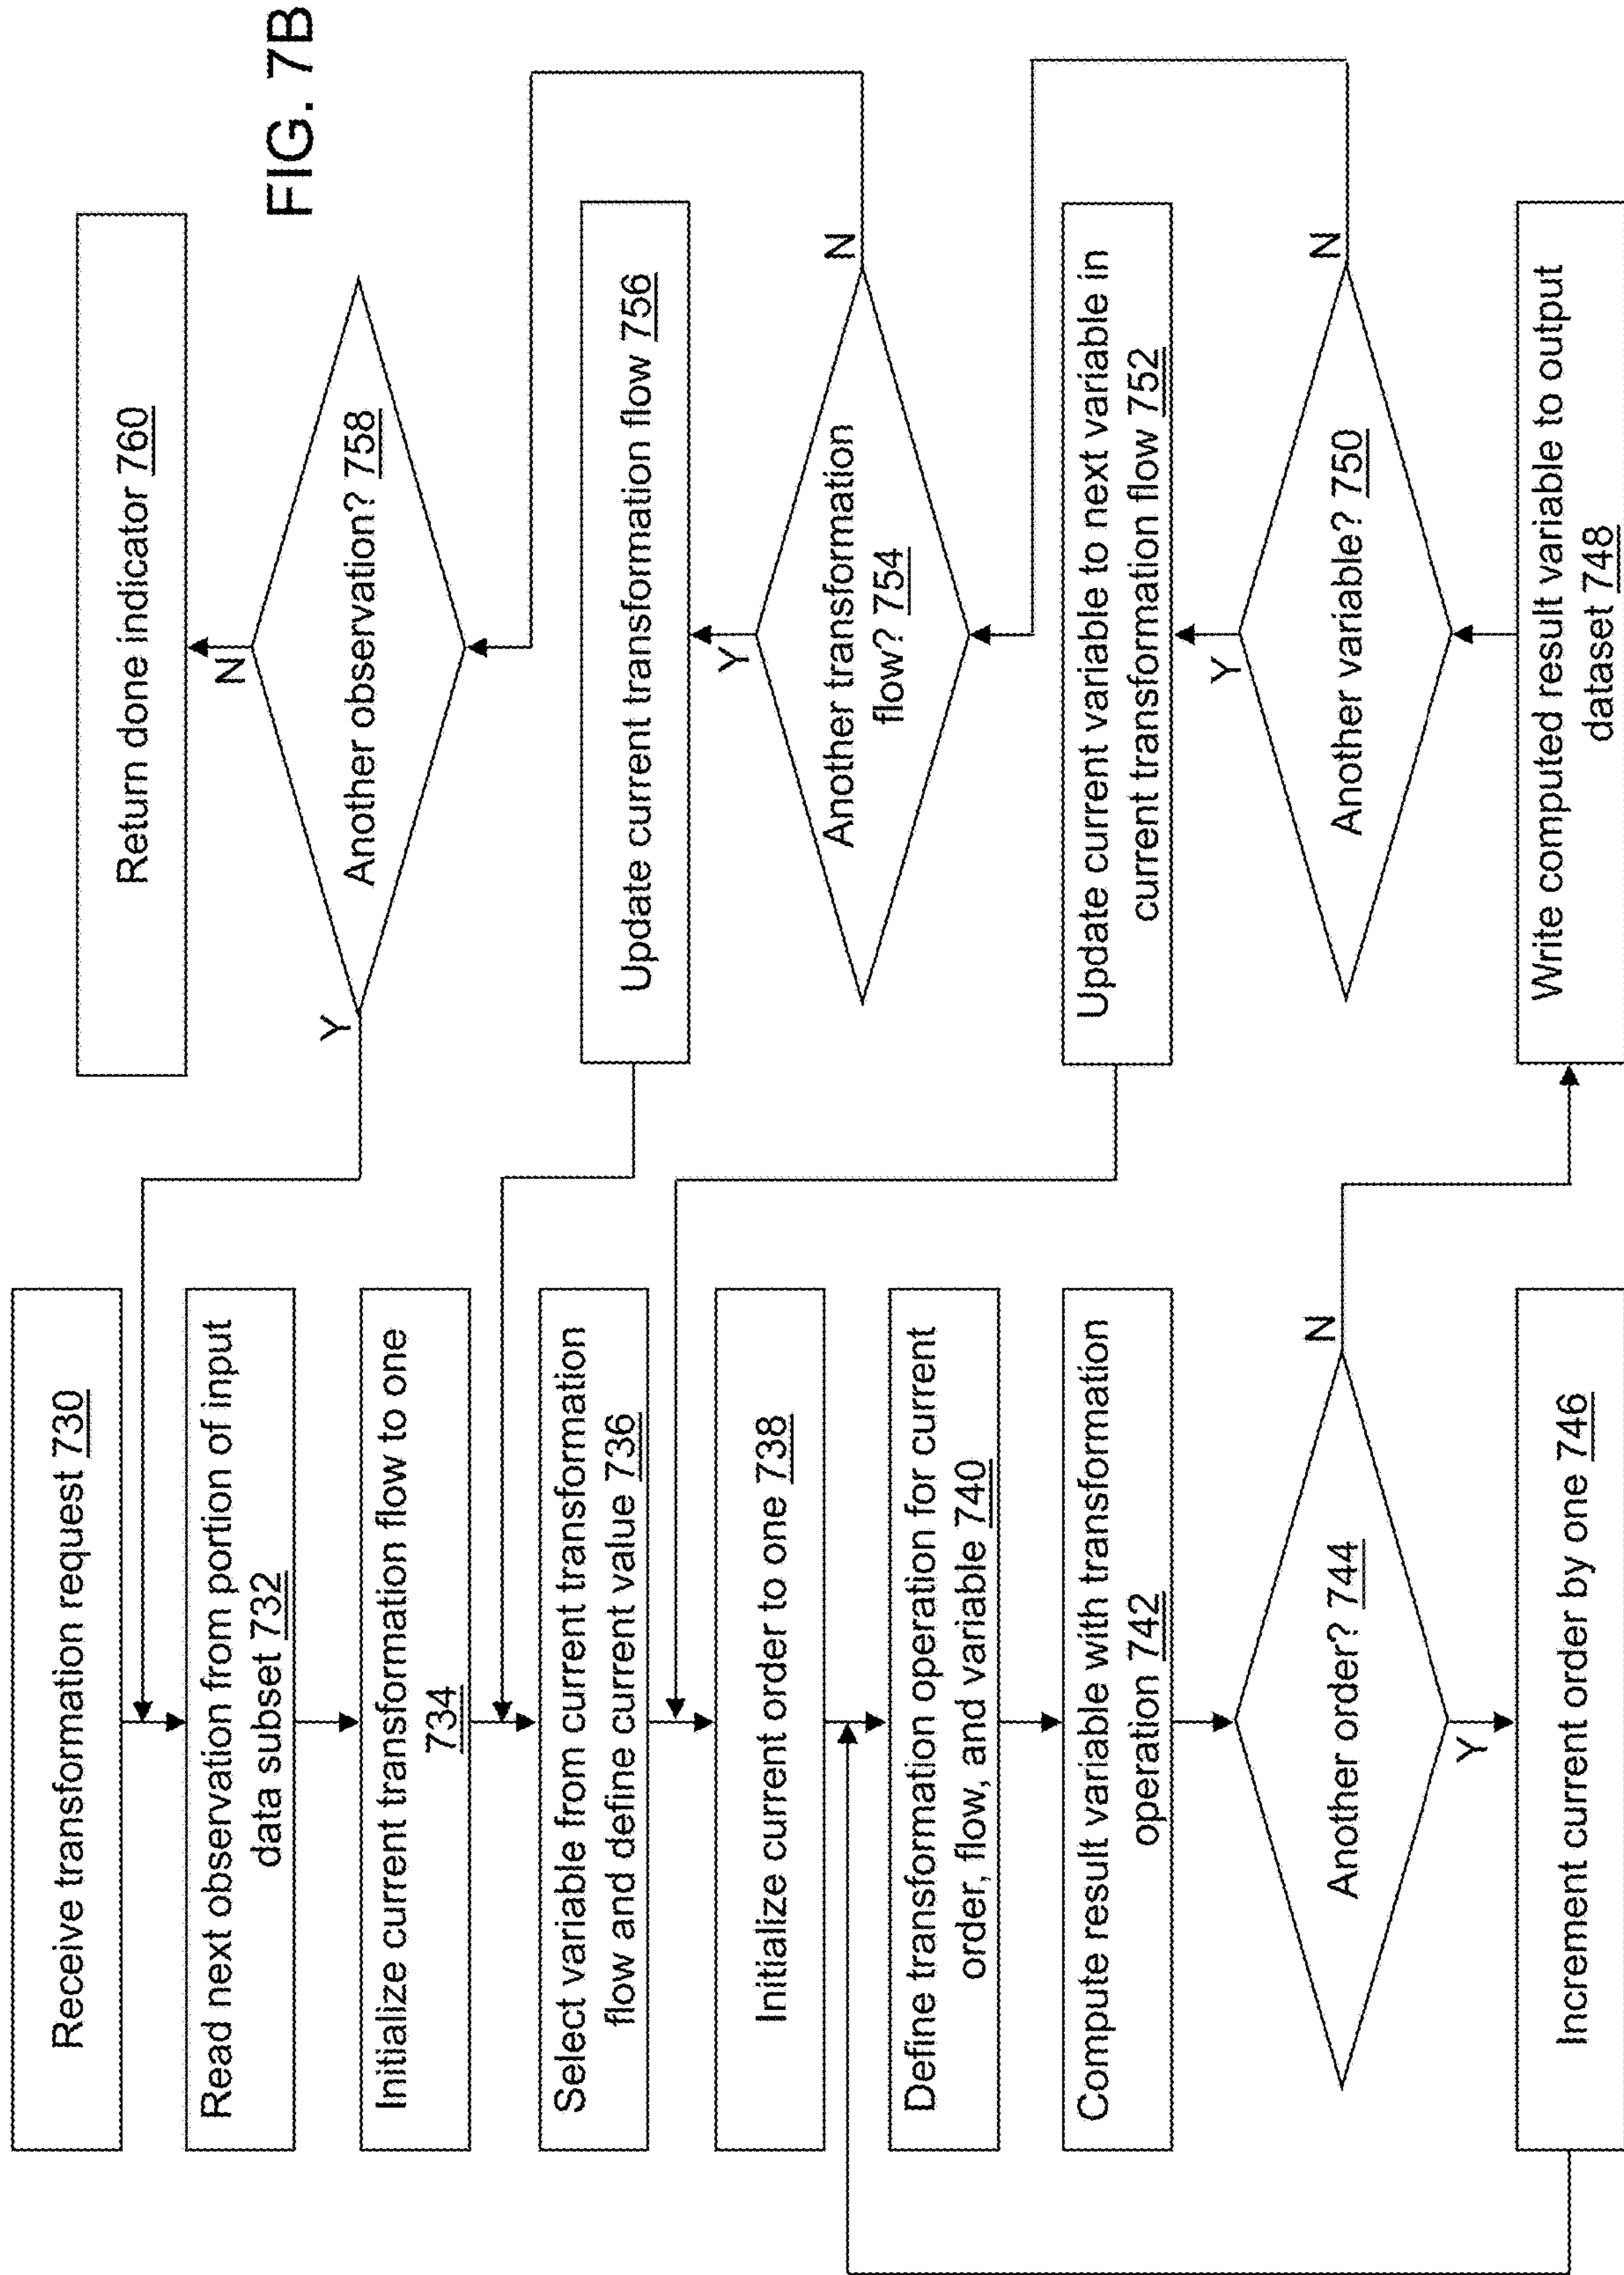 FIG. 7B
Receive transformation request 730
Read next observation from portion of input
data subset 732
Initialize current transformation flow to one
734
Select variable from current transformation
flow and define current value 736
Initialize current order to one 738
Define transformation operation for current
order, flow, and variable 740
Compute result variable with transformation
operation 742
Another order? 744
N
Y
Increment current order by one 746
Write computed result variable to output
dataset 748
Another variable? 750
N
Y
Update current variable to next variable in
current transformation flow 752
Another transformation
flow? 754
N
Y
Update current transformation flow 756
Another observation? 758
Y
N
Return done indicator 760